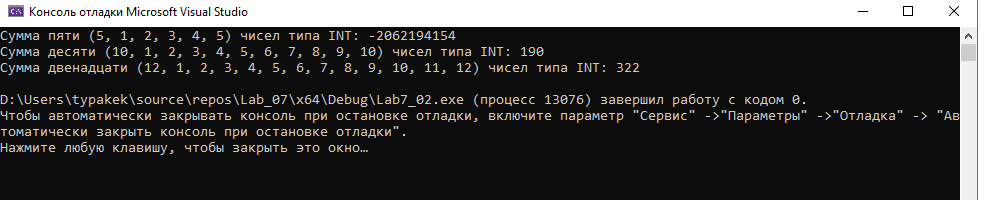 Консоль отладки Microsoft Visual Studio
Сумма пяти (5, 1, 2, 3, 4, 5) чисел типа INT: -2062194154
Сумма десяти (10, 1, 2, 3, 4, 5, 6, 7, 8, 9, 10) чисел типа INT: 190
Сумма двенадцати (12, 1, 2, 3, 4, 5, 6, 7, 8, 9, 10, 11, 12) чисел типа INT: 322
D:\Users\typakek\source\repos\Lab_07\x64\Debug\Lab7_02.exe (процесс 13076) завершил работу с кодом 0.
Чтобы автоматически закрывать консоль при остановке отладки, включите параметр "Сервис" ->"Параметры" ->"Отладка" -> "Ав
томатически закрыть консоль при остановке отладки".
Нажмите любую клавишу, чтобы закрыть это окно…